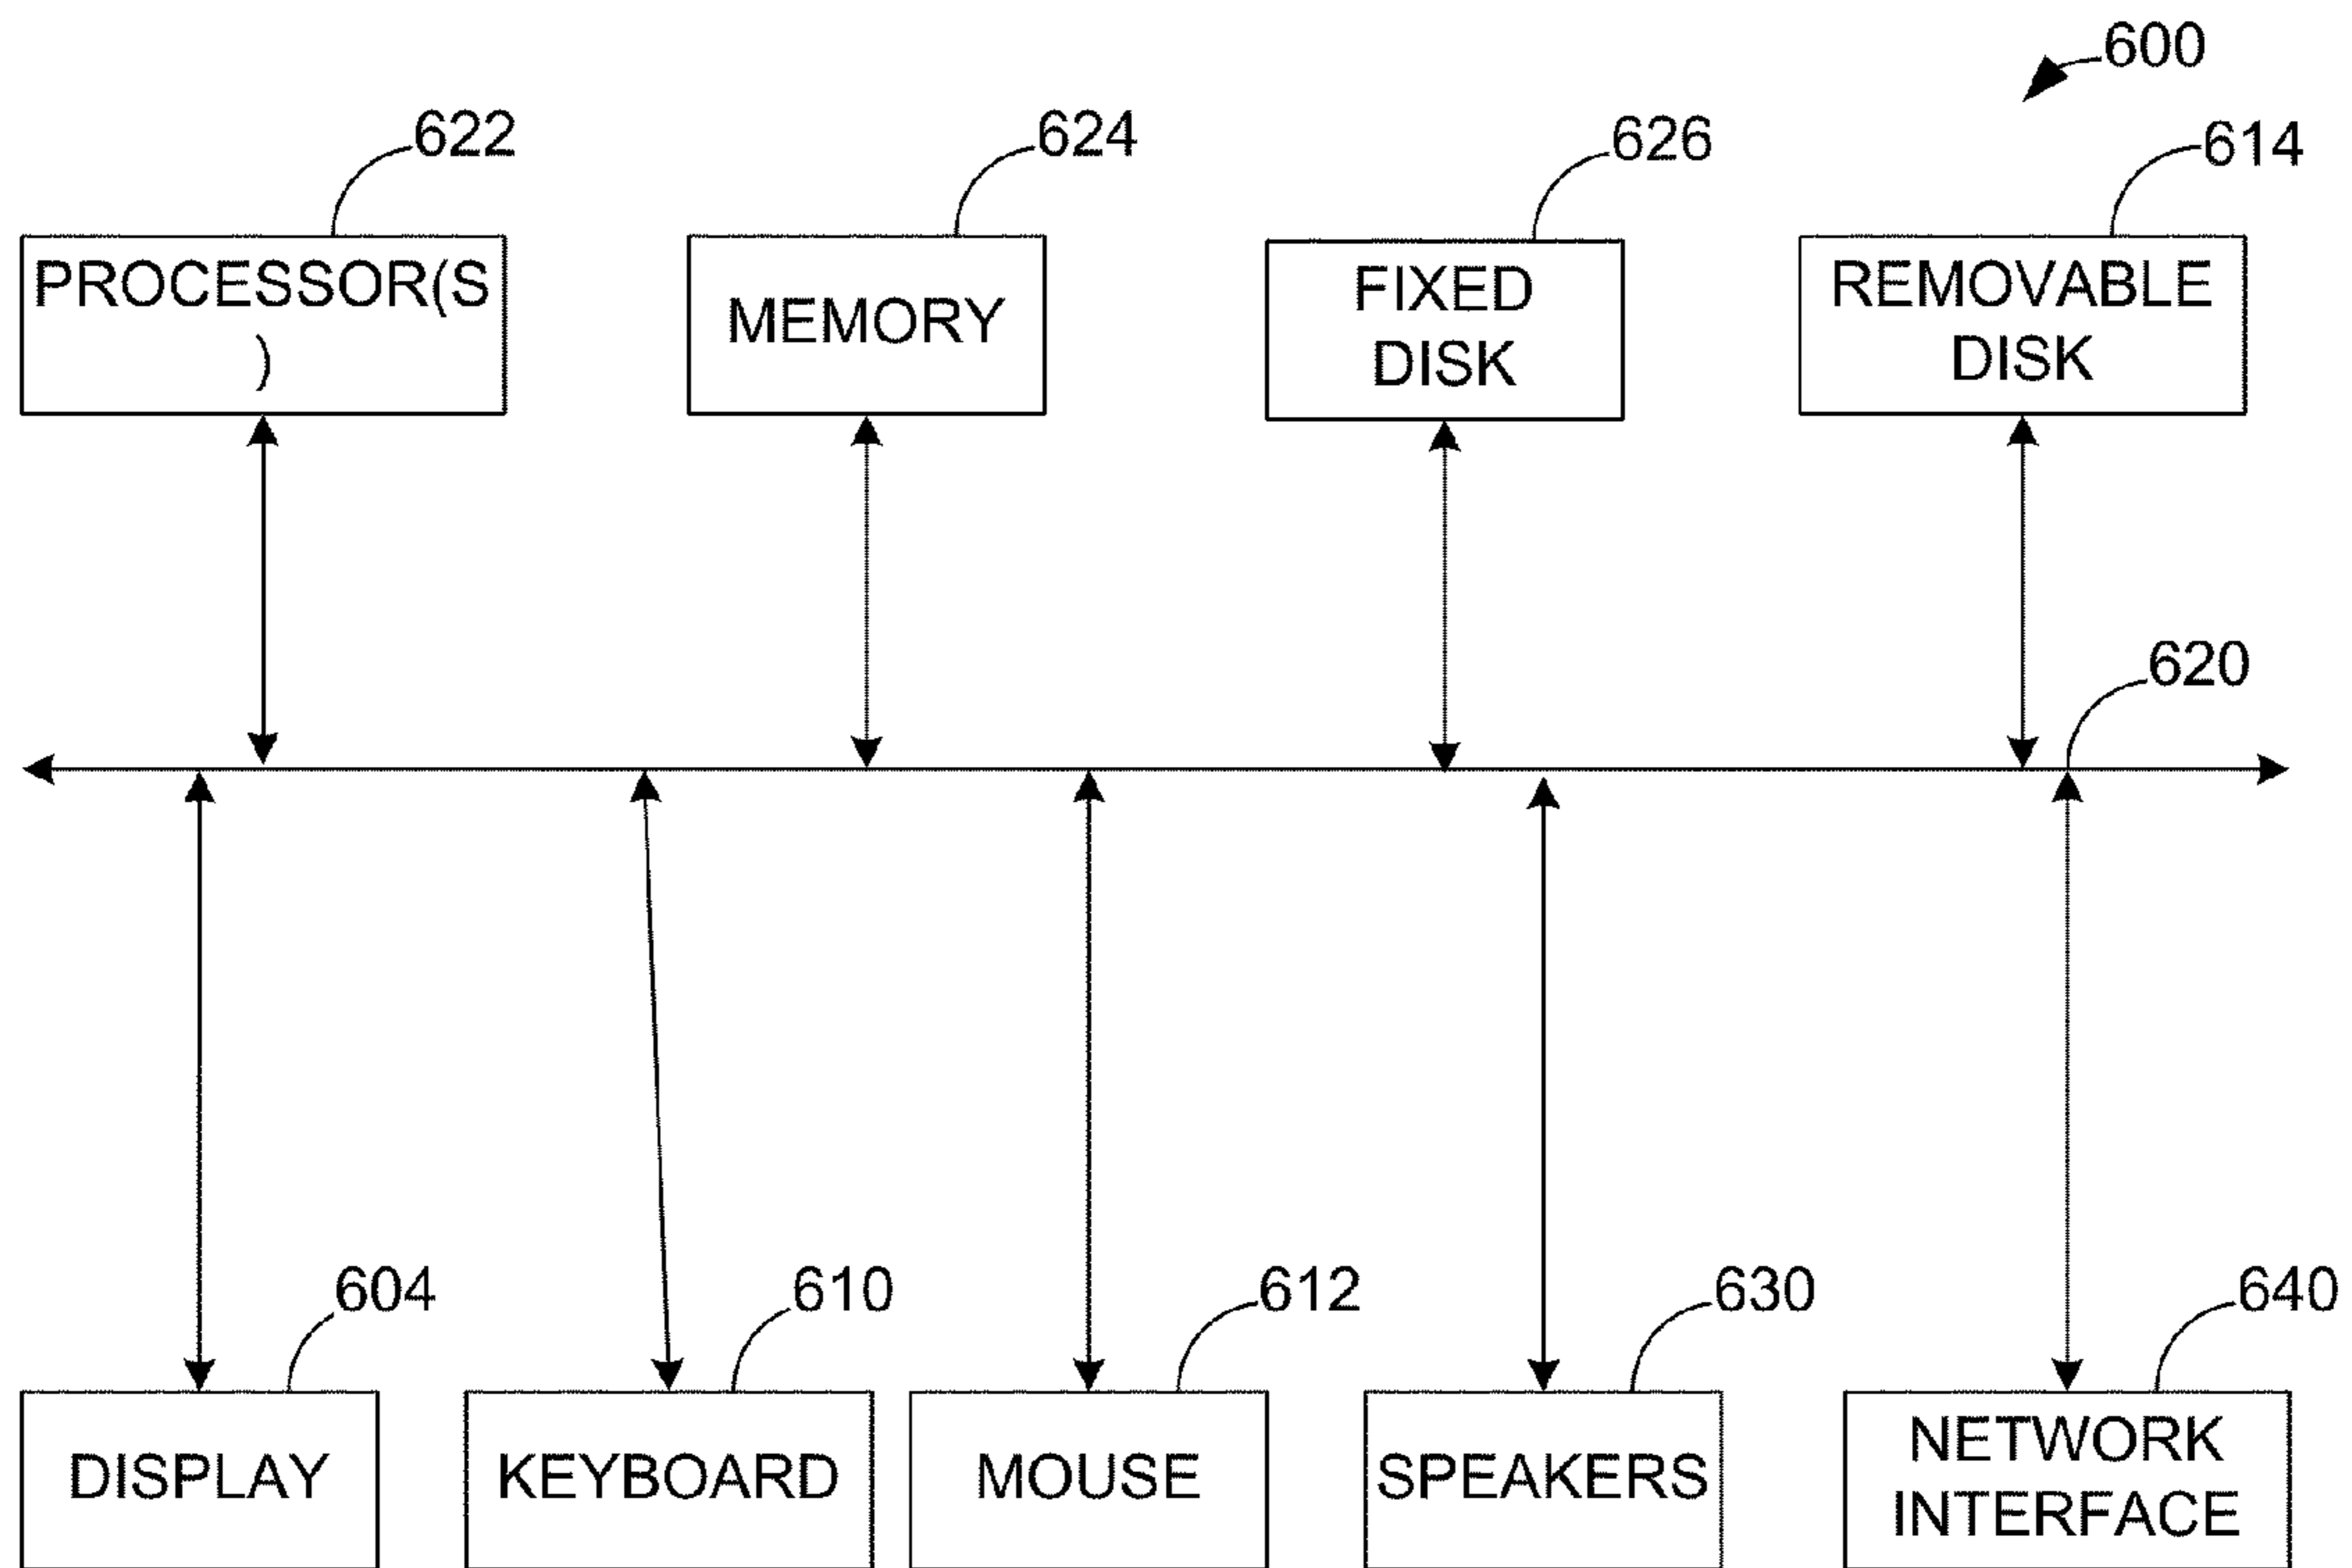 600
622
624
626
614
PROCESSOR(S
)
MEMORY
FIXED
DISK
REMOVABLE
DISK
620
604
610
612
630
640
DISPLAY
KEYBOARD
MOUSE
SPEAKERS
NETWORK
INTERFACE